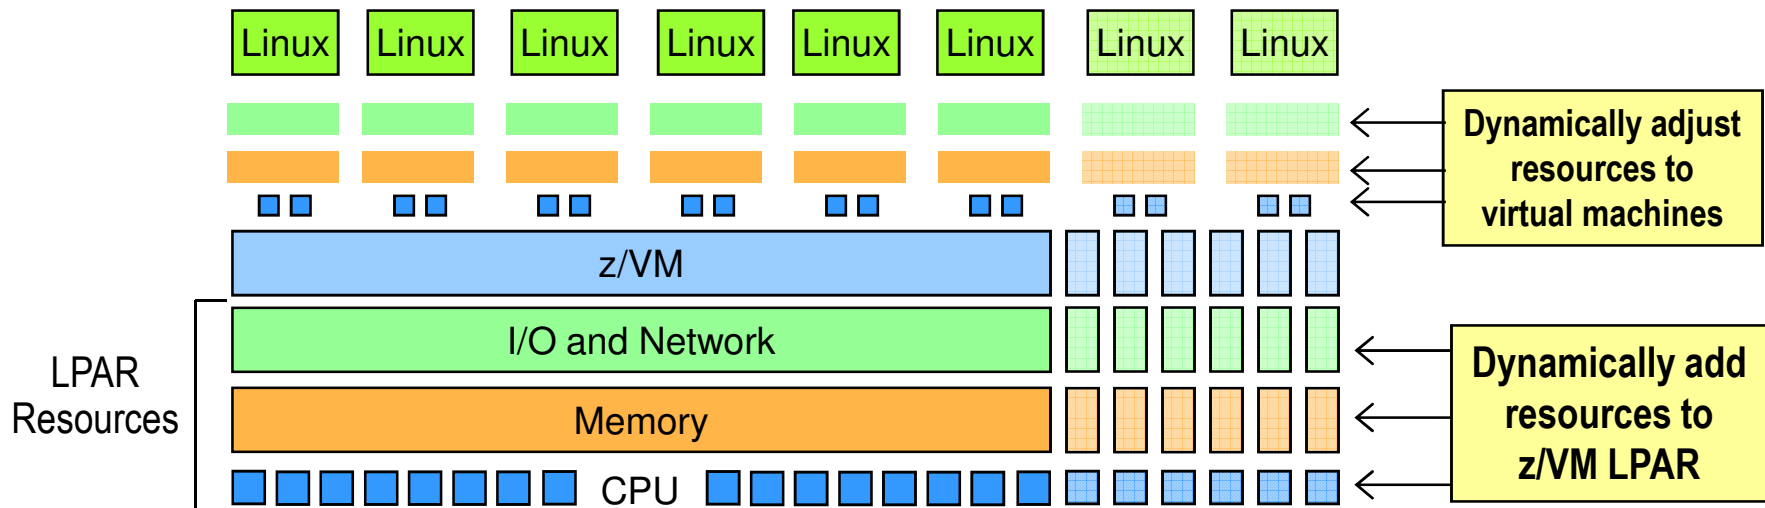 Linux Linux Linux Linux Linux Linux Linux Linux
Dynamically adjust
resources to
virtual machines
z/VM
I/O and Network
LPAR
Resources
Memory
CPU
Dynamically add
resources to
z/VM LPAR